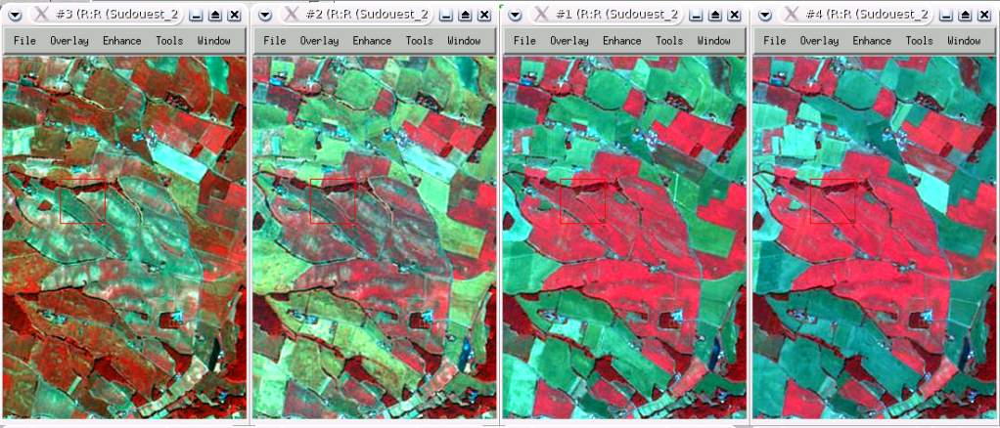 #3 (R:R (Sudouest_2
File Overlay Enhance Tools Window
#2 (R:R (Sudouest_2
File Overlay Enhance Tools Window
#1 (R:R (Sudouest_2
File Overlay Enhance Tools Window
#4 (R:R (Sudouest_2
File Overlay Enhance Tools Window